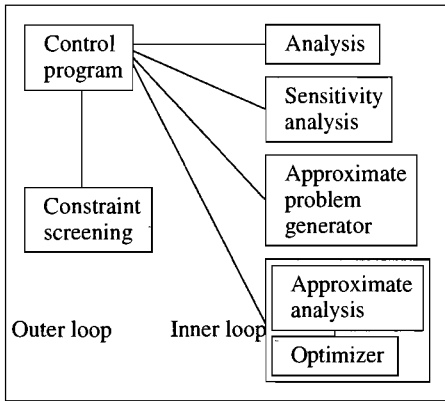 Control
program
Analysis
Sensitivity
analysis
Approximate
problem
generator
Constraint
screening
Approximate
analysis
Optimizer
Outer loop
Inner loop